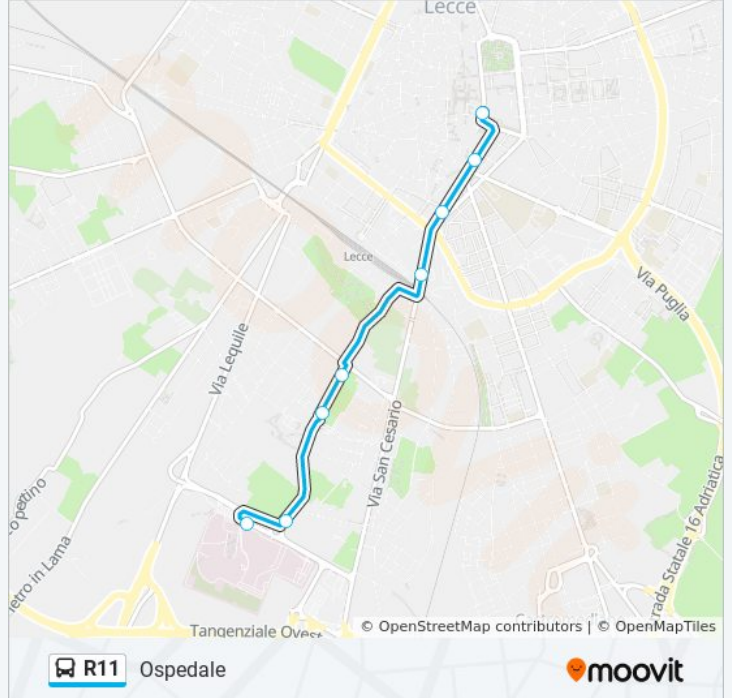 Lecce
Lecce
Via Puglia
Via Lequile
Via San Cesario
Strada Statale 16 Adriatica
Tangenziale Ovest
© OpenStreetMap contributors | © OpenMapTiles
R11 Ospedale
moovit